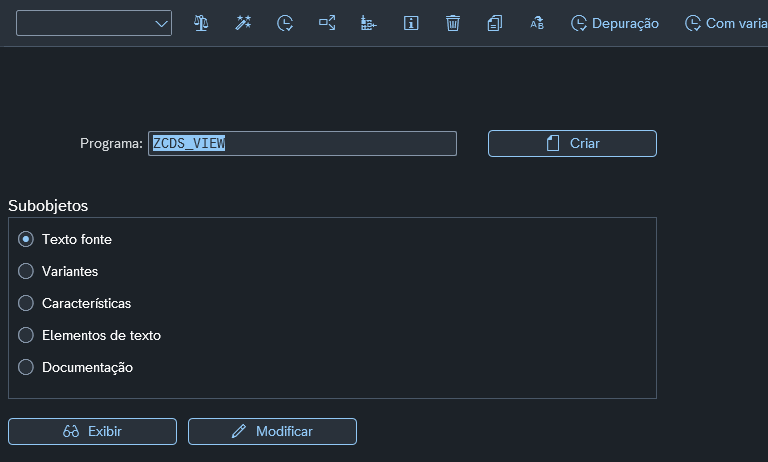 Depuração Com varia
Programa: ZCDS_VIEW Criar
Subobjetos
Texto fonte
Variantes
Características
Elementos de texto
Documentação
Exibir Modificar